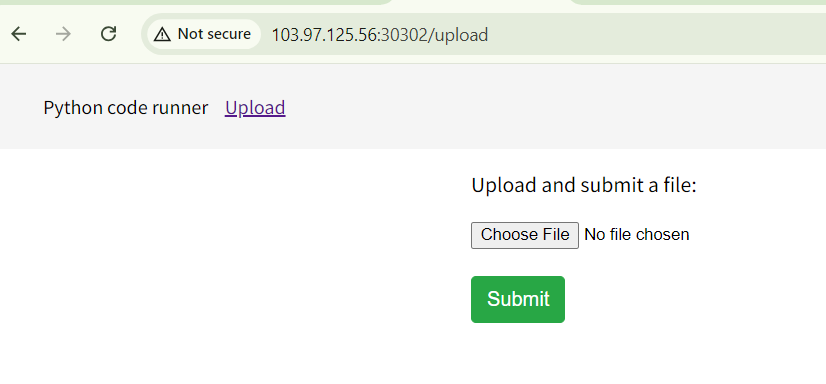 Not secure 103.97.125.56:30302/upload
Python code runner Upload
Upload and submit a file:
Choose File No file chosen
Submit